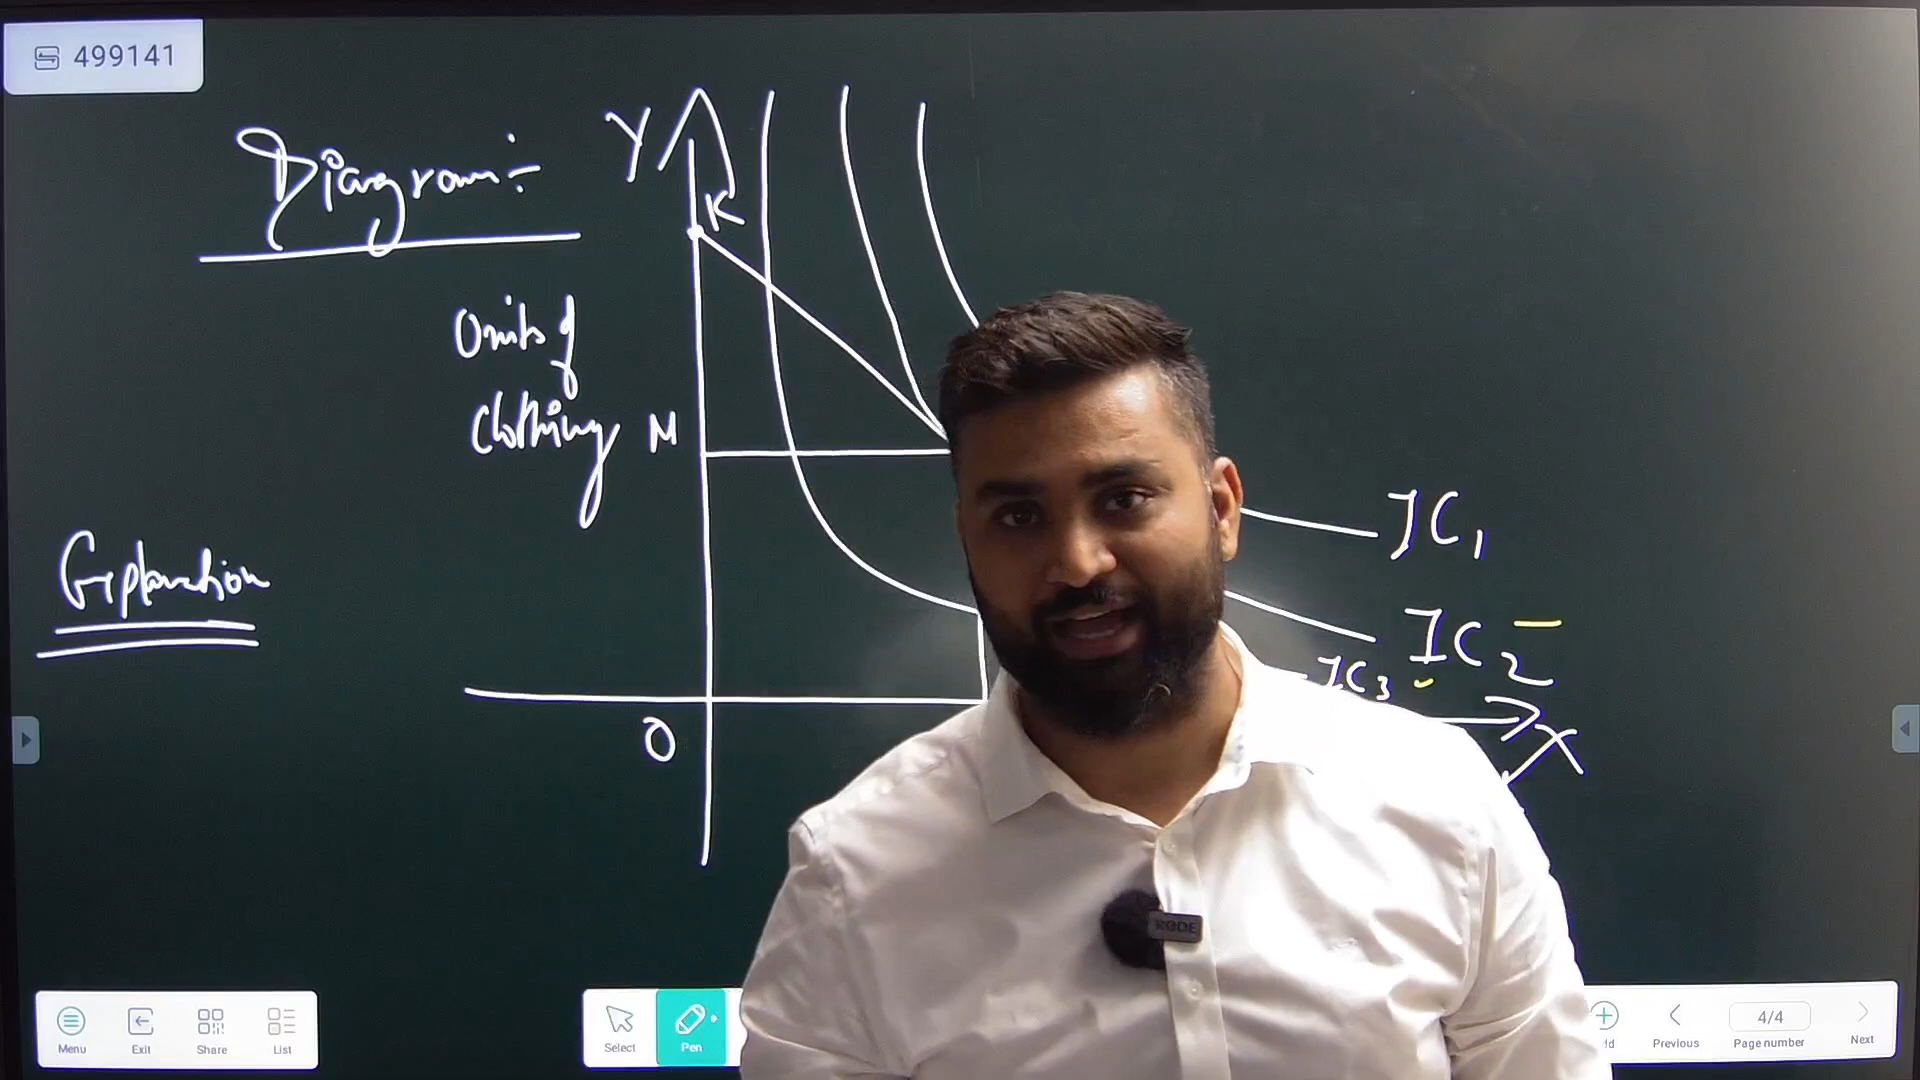 499141
Diagram:-
Y
K
Units of
Clothing M
IC1
Explanation
IC2
IC3
O
X
RODE
Menu
Exit
Share
List
Select
Pen
Previous
4/4
Page number
Next